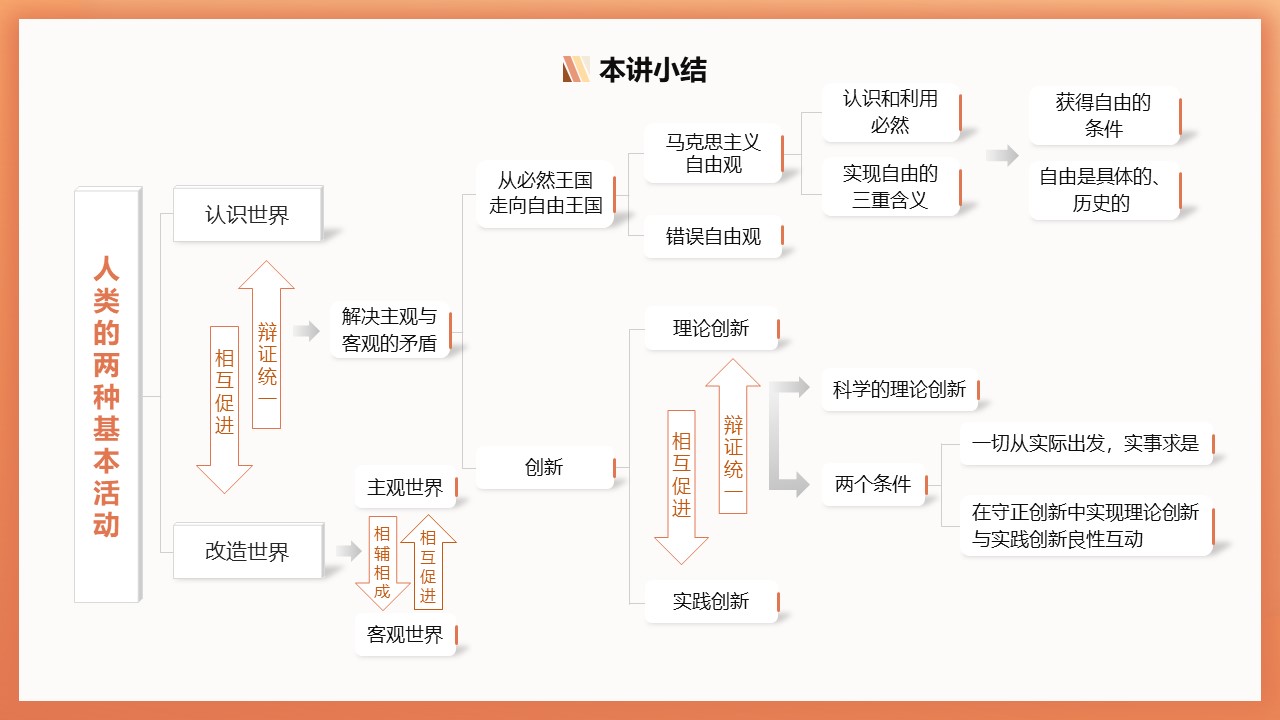 本讲小结
人类的两种基本活动
认识世界
相互促进
辩证统一
改造世界
解决主观与
客观的矛盾
主观世界
相辅相成
相互促进
客观世界
从必然王国
走向自由王国
马克思主义
自由观
错误自由观
认识和利用
必然
实现自由的
三重含义
获得自由的
条件
自由是具体的、
历史的
创新
理论创新
相互促进
辩证统一
实践创新
科学的理论创新
两个条件
一切从实际出发，实事求是
在守正创新中实现理论创新
与实践创新良性互动